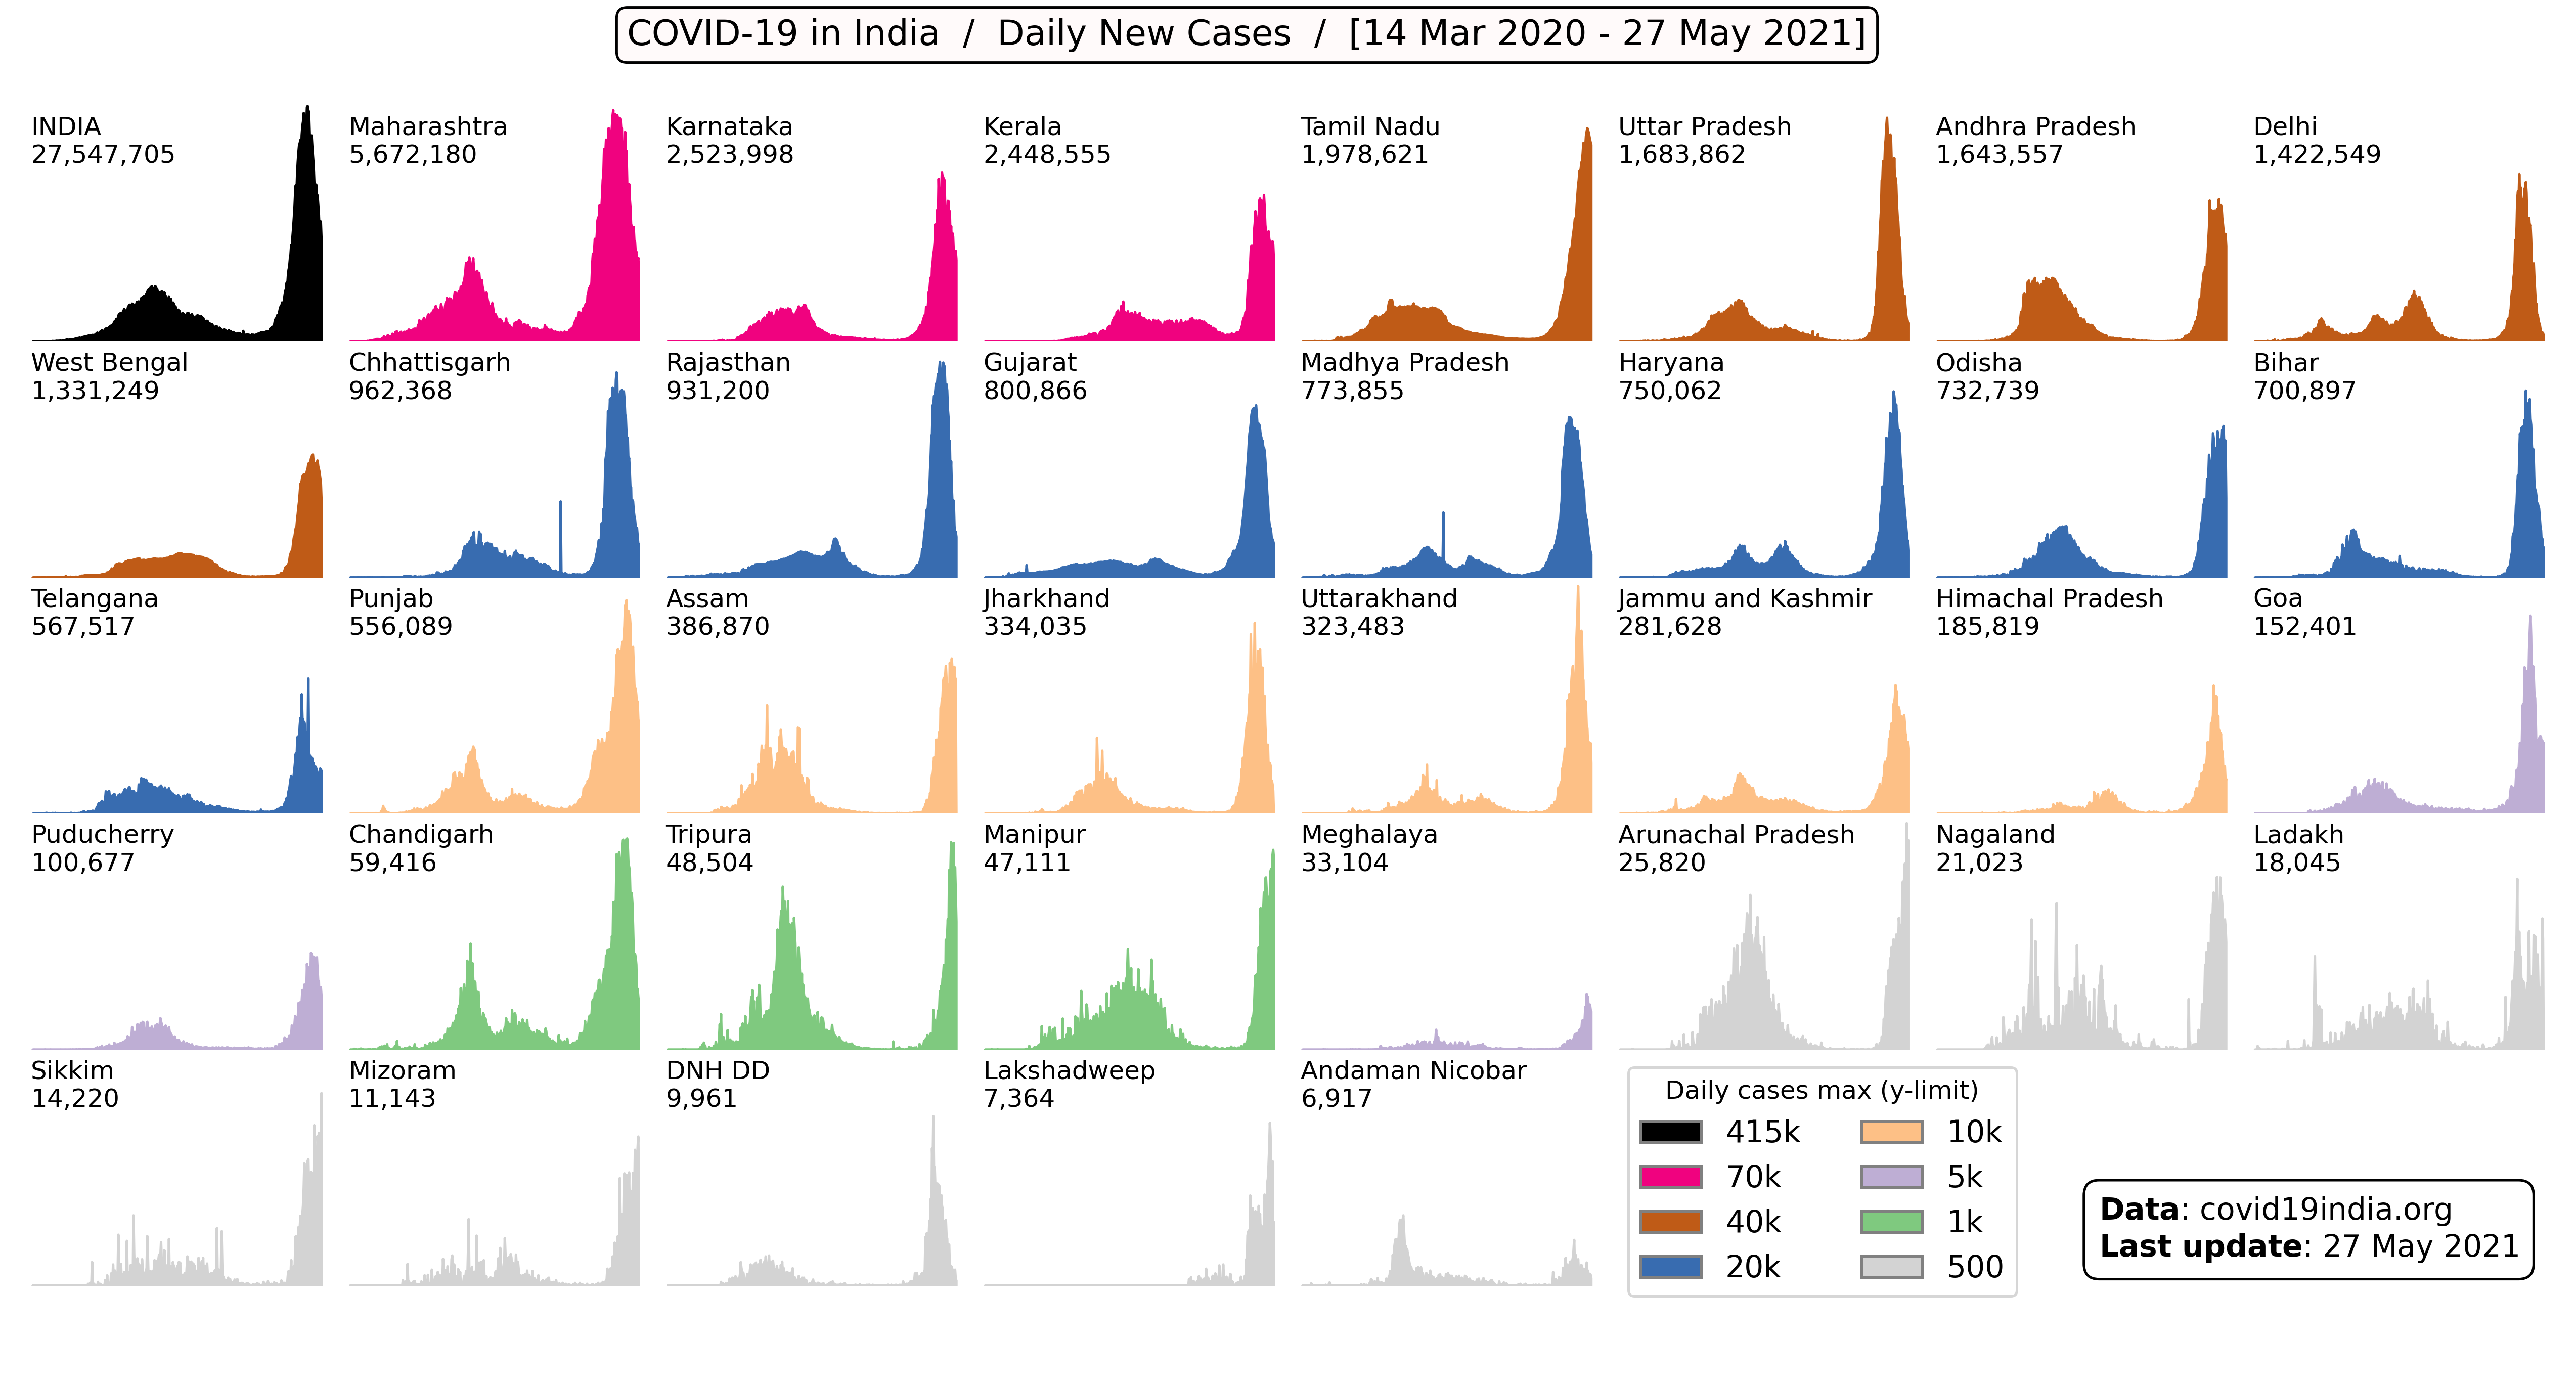 COVID-19 in India / Daily New Cases / [14 Mar 2020 - 27 May 2021]
INDIA
27,547,705
Maharashtra
5,672,180
Karnataka
2,523,998
Kerala
2,448,555
Tamil Nadu
1,978,621
Uttar Pradesh
1,683,862
Andhra Pradesh
1,643,557
Delhi
1,422,549
West Bengal
1,331,249
Chhattisgarh
962,368
Rajasthan
931,200
Gujarat
800,866
Madhya Pradesh
773,855
Haryana
750,062
Odisha
732,739
Bihar
700,897
Telangana
567,517
Punjab
556,089
Assam
386,870
Jharkhand
334,035
Uttarakhand
323,483
Jammu and Kashmir
281,628
Himachal Pradesh
185,819
Goa
152,401
Puducherry
100,677
Chandigarh
59,416
Tripura
48,504
Manipur
47,111
Meghalaya
33,104
Arunachal Pradesh
25,820
Nagaland
21,023
Ladakh
18,045
Sikkim
14,220
Mizoram
11,143
DNH DD
9,961
Lakshadweep
7,364
Andaman Nicobar
6,917
Daily cases max (y-limit)
415k
70k
40k
20k
10k
5k
1k
500
Data: covid19india.org
Last update: 27 May 2021